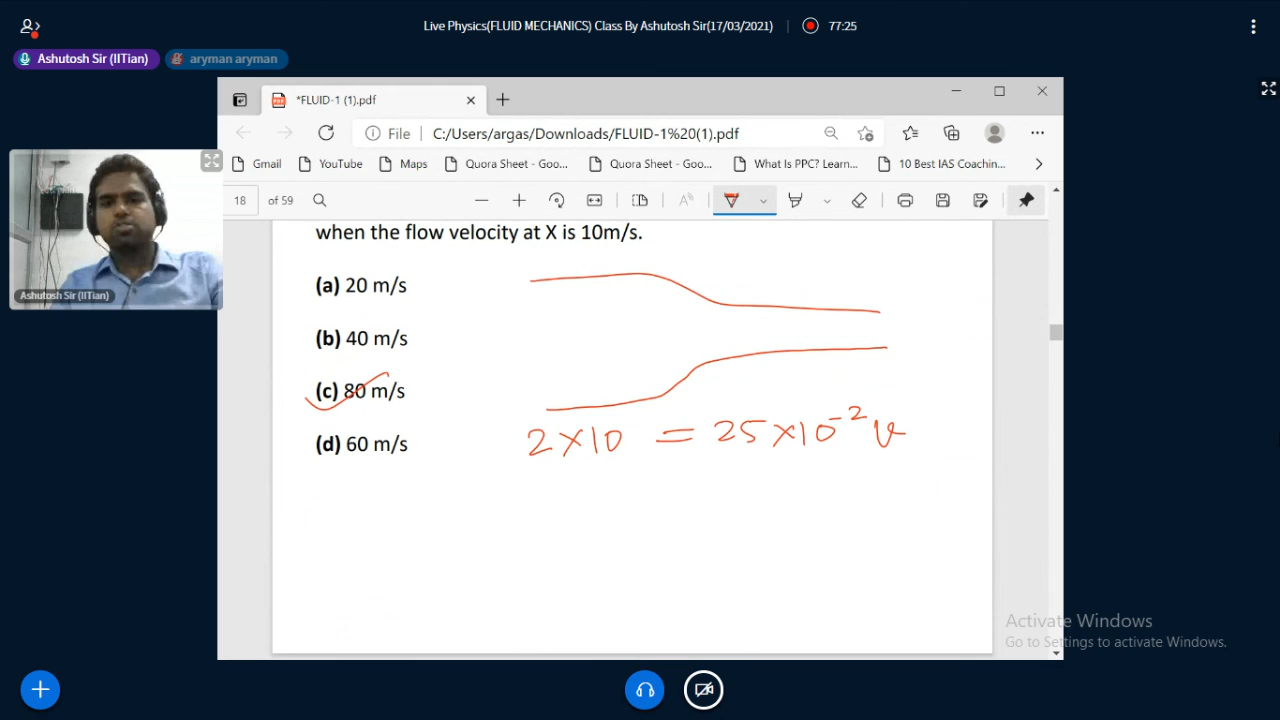 Live Physics(FLUID MECHANICS) Class By Ashutosh Sir(17/03/2021)
77:25
Ashutosh Sir (IITian)
aryman aryman
*FLUID-1 (1).pdf
File
C:/Users/argas/Downloads/FLUID-1%20(1).pdf
Gmail
YouTube
Maps
Quora Sheet - Goo...
Quora Sheet - Goo...
What Is PPC? Learn...
10 Best IAS Coachin...
18 of 59
Ashutosh Sir (IITian)
when the flow velocity at X is 10m/s.
(a) 20 m/s
(b) 40 m/s
(c) 80 m/s
(d) 60 m/s
2×10 = 25×10⁻² v
Activate Windows
Go to Settings to activate Windows.